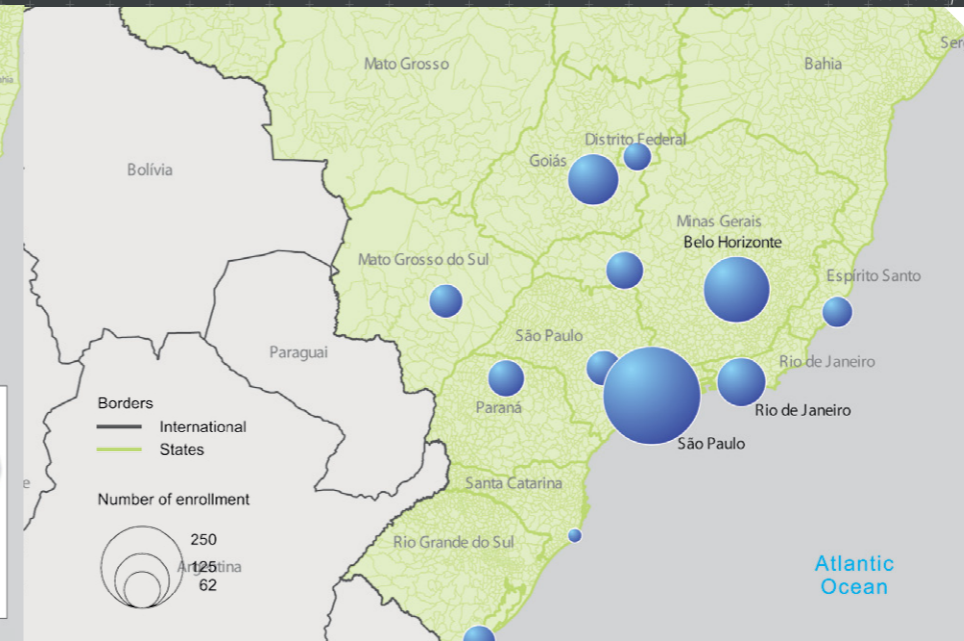 Mato Grosso
Bahia
Distrito Federal
Goiás
Bolívia
Minas Gerais
Belo Horizonte
Mato Grosso do Sul
Espírito Santo
São Paulo
Paraguai
Rio de Janeiro
Rio de Janeiro
Paraná
São Paulo
Borders
International
States
Santa Catarina
Number of enrollment
250
125
62
Argentina
Rio Grande do Sul
Atlantic
Ocean